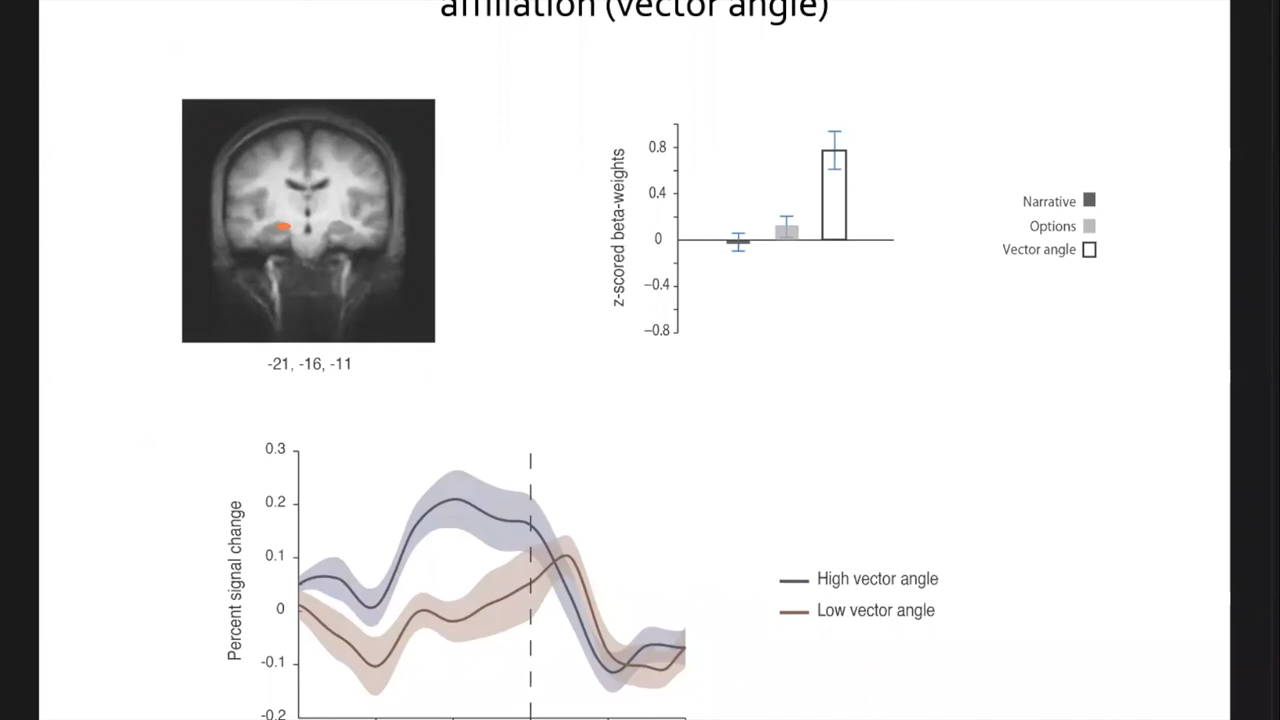 affiliation (vector angle)
-21, -16, -11
z-scored beta-weights
0.8
0.4
0
−0.4
−0.8
Narrative
Options
Vector angle
Percent signal change
0.3
0.2
0.1
0
-0.1
-0.2
High vector angle
Low vector angle